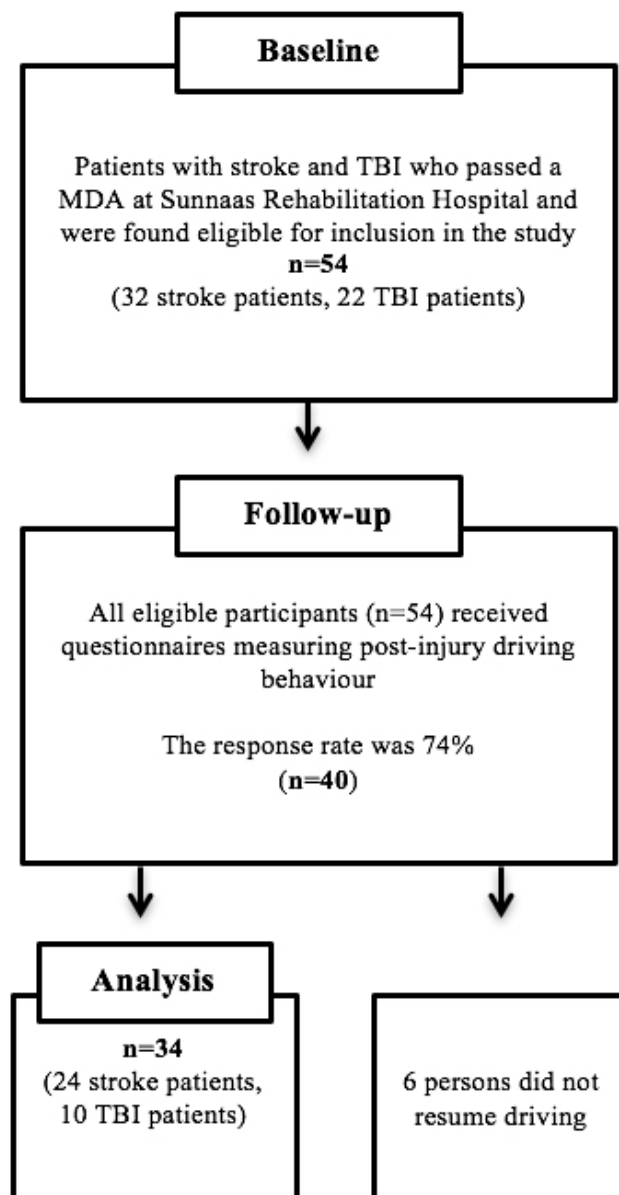 Baseline
Patients with stroke and TBI who passed a
MDA at Sunnaas Rehabilitation Hospital and
were found eligible for inclusion in the study
n=54
(32 stroke patients, 22 TBI patients)
Follow-up
All eligible participants (n=54) received
questionnaires measuring post-injury driving
behaviour
The response rate was 74%
(n=40)
Analysis
n=34
(24 stroke patients,
10 TBI patients)
6 persons did not
resume driving